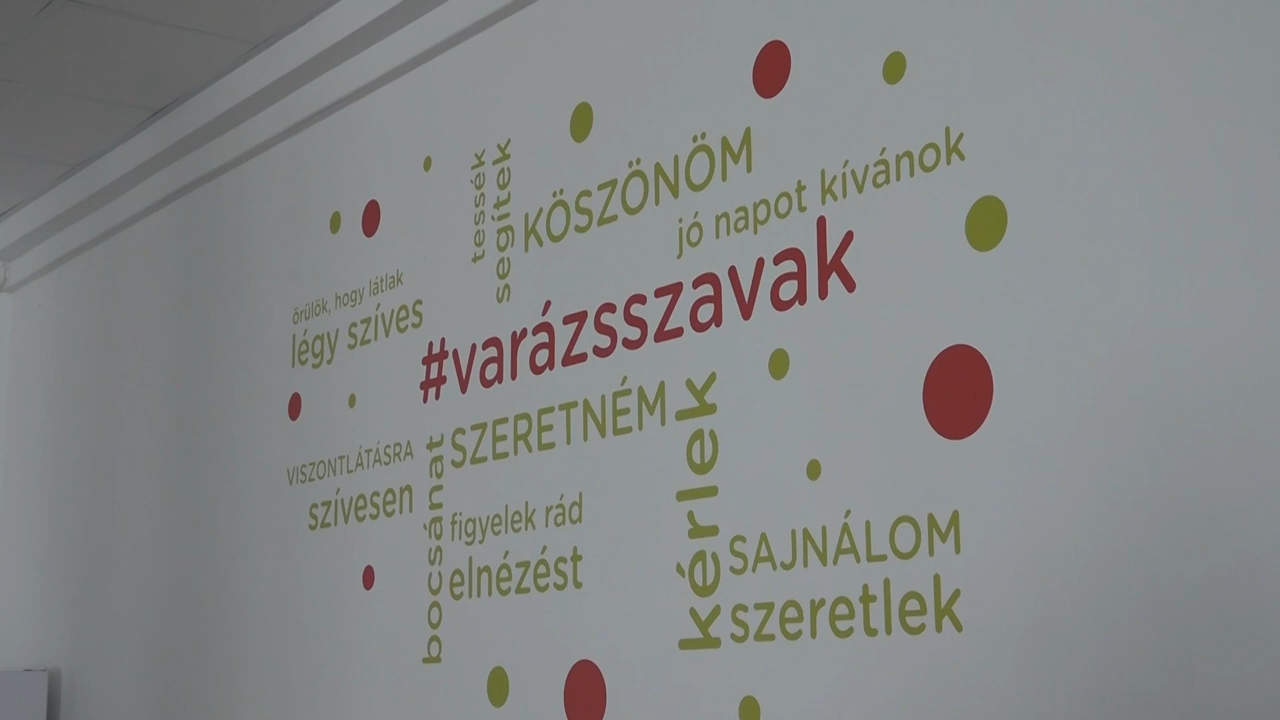 tessék
segítek
KÖSZÖNÖM
jó napot kívánok
örülök, hogy látlak
légy szíves
#varázsszavak
SZERETNÉM
VISZONTLÁTÁSRA
szívesen
bocsánat
figyelek rád
elnézést
kérlek
SAJNÁLOM
szeretlek